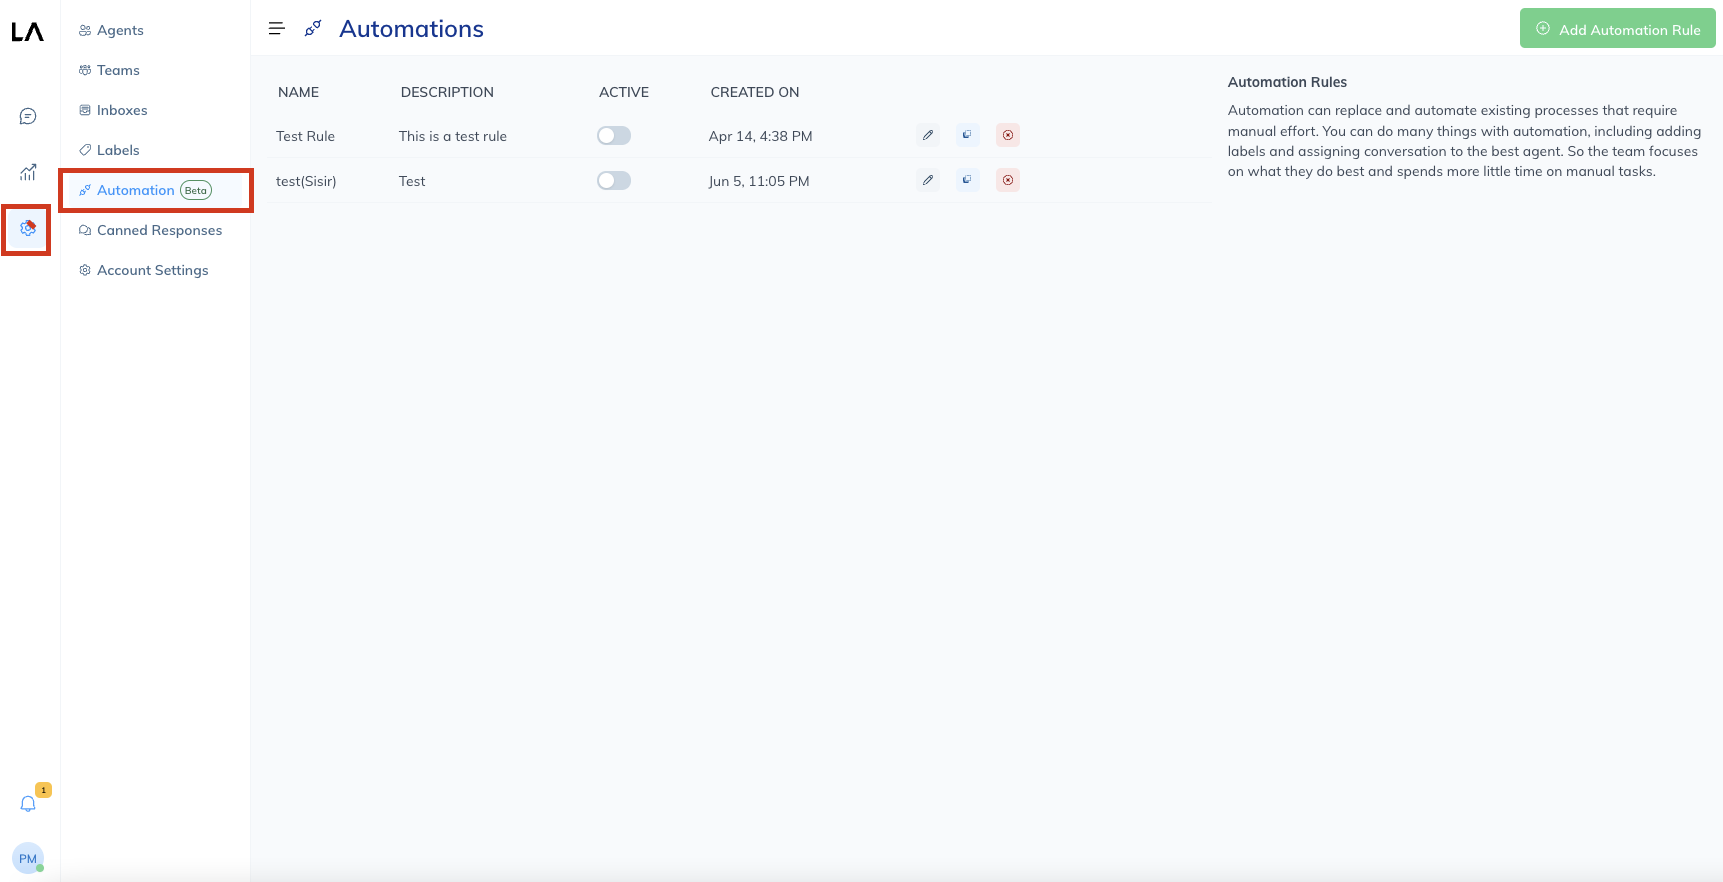 LA
Agents
Teams
Inboxes
Labels
Automation Beta
Canned Responses
Account Settings
1
PM
Automations
Add Automation Rule
NAME DESCRIPTION ACTIVE CREATED ON
Test Rule This is a test rule Apr 14, 4:38 PM
test(Sisir) Test Jun 5, 11:05 PM
Automation Rules
Automation can replace and automate existing processes that require
manual effort. You can do many things with automation, including adding
labels and assigning conversation to the best agent. So the team focuses
on what they do best and spends more little time on manual tasks.